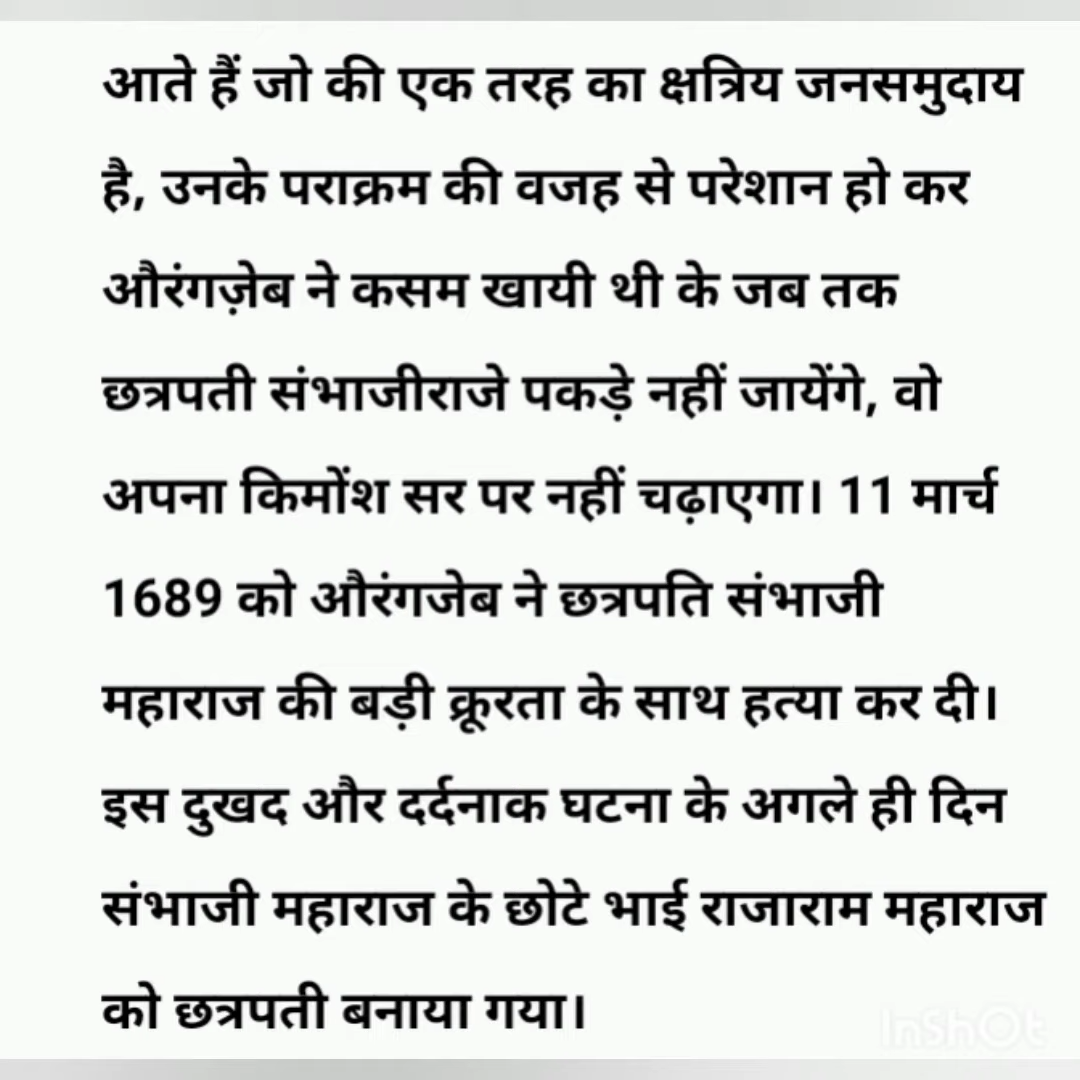 आते हैं जो की एक तरह का क्षत्रिय जनसमुदाय
है, उनके पराक्रम की वजह से परेशान हो कर
औरंगज़ेब ने कसम खायी थी के जब तक
छत्रपती संभाजीराजे पकड़े नहीं जायेंगे, वो
अपना किमोंश सर पर नहीं चढ़ाएगा। 11 मार्च
1689 को औरंगजेब ने छत्रपति संभाजी
महाराज की बड़ी क्रूरता के साथ हत्या कर दी।
इस दुखद और दर्दनाक घटना के अगले ही दिन
संभाजी महाराज के छोटे भाई राजाराम महाराज
को छत्रपती बनाया गया।
InShOt